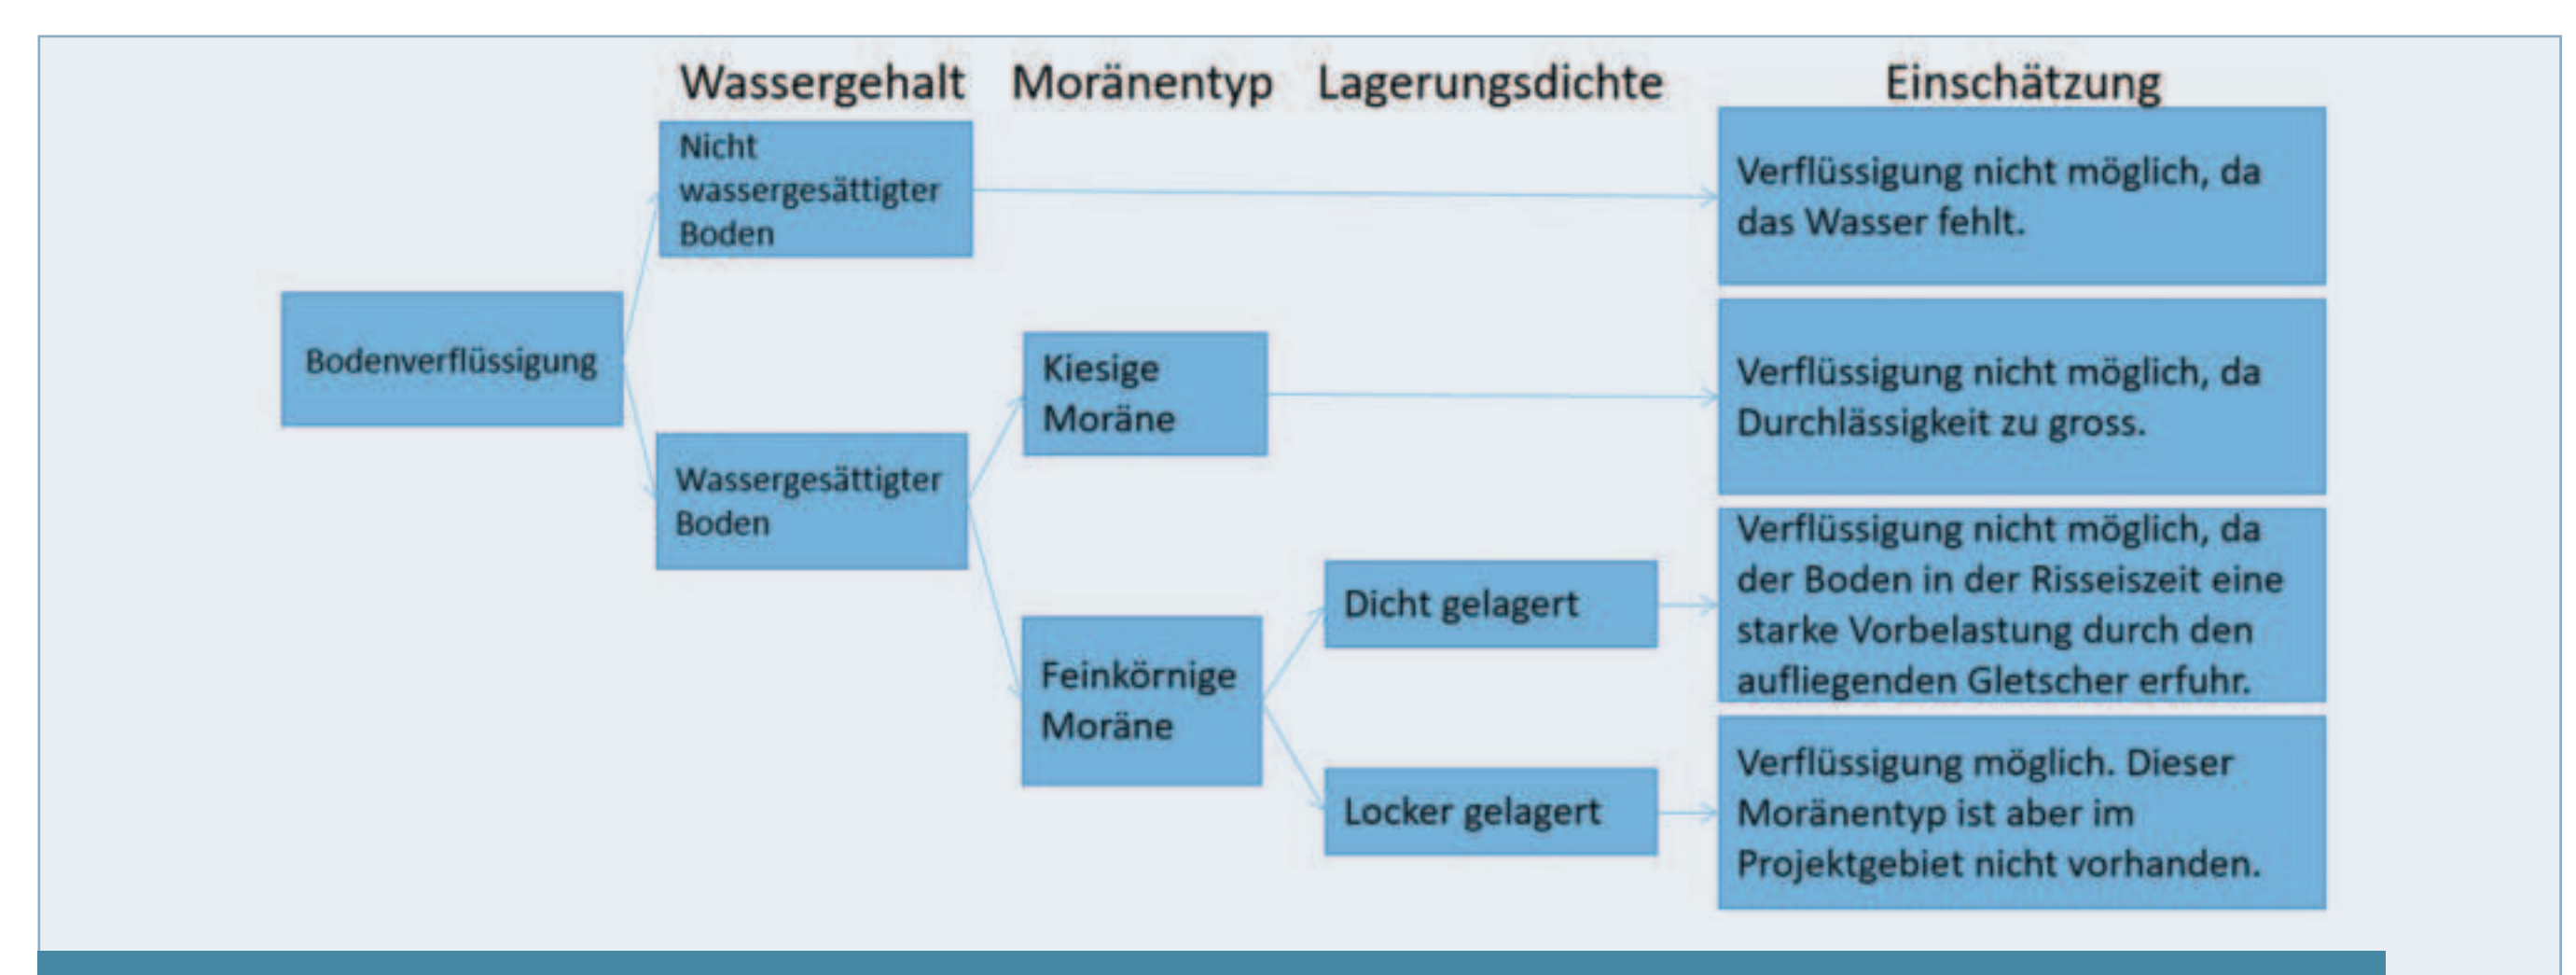 Wassergehalt Moränentyp Lagerungsdichte Einschätzung
Nicht
wassergesättigter
Boden
Verflüssigung nicht möglich, da
das Wasser fehlt.
Bodenverflüssigung
Kiesige
Moräne
Verflüssigung nicht möglich, da
Durchlässigkeit zu gross.
Wassergesättigter
Boden
Dicht gelagert
Verflüssigung nicht möglich, da
der Boden in der Risseiszeit eine
starke Vorbelastung durch den
aufliegenden Gletscher erfuhr.
Feinkörnige
Moräne
Locker gelagert
Verflüssigung möglich. Dieser
Moränentyp ist aber im
Projektgebiet nicht vorhanden.